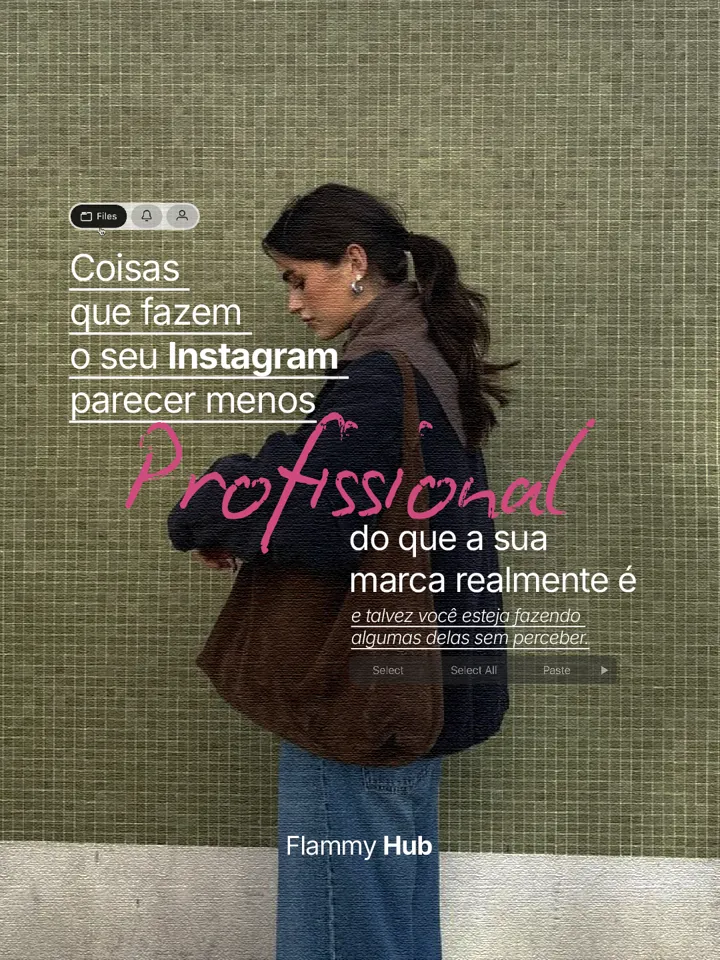 Files
Coisas
que fazem
o seu Instagram
parecer menos
Profissional
do que a sua
marca realmente é
e talvez você esteja fazendo
algumas delas sem perceber.
Select Select All Paste
Flammy Hub